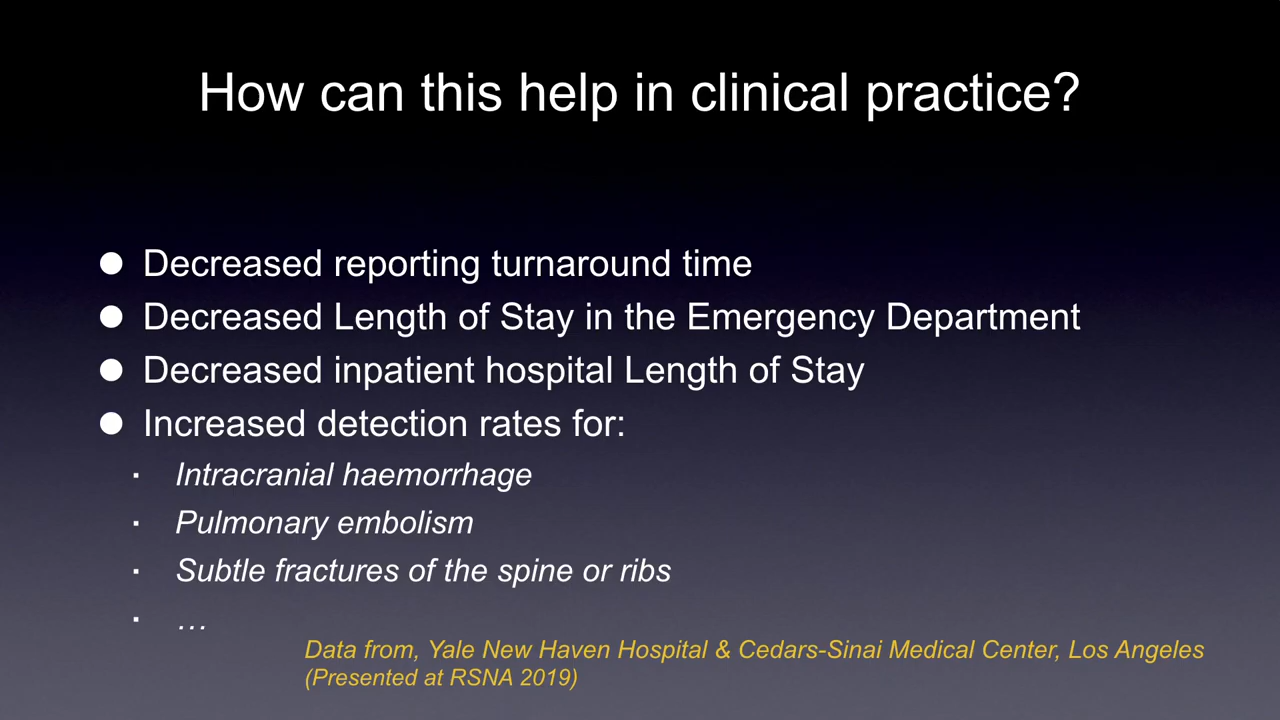 How can this help in clinical practice?
● Decreased reporting turnaround time
● Decreased Length of Stay in the Emergency Department
● Decreased inpatient hospital Length of Stay
● Increased detection rates for:
▪ Intracranial haemorrhage
▪ Pulmonary embolism
▪ Subtle fractures of the spine or ribs
▪ …
Data from, Yale New Haven Hospital & Cedars-Sinai Medical Center, Los Angeles
(Presented at RSNA 2019)